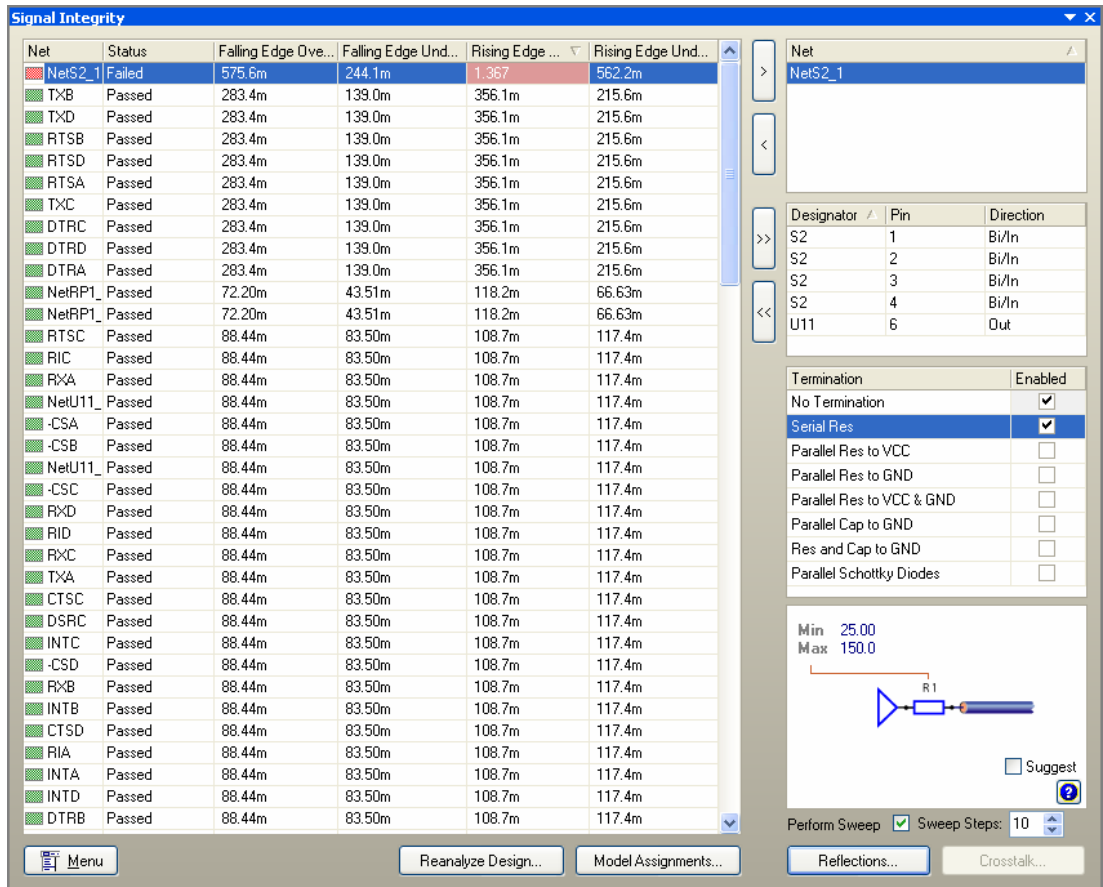 Signal Integrity
Net Status Falling Edge Ove... Falling Edge Und... Rising Edge ... Rising Edge Und...
NetS2_1 Failed 575.6m 244.1m 1.367 562.2m
TXB Passed 283.4m 139.0m 356.1m 215.6m
TXD Passed 283.4m 139.0m 356.1m 215.6m
RTSB Passed 283.4m 139.0m 356.1m 215.6m
RTSD Passed 283.4m 139.0m 356.1m 215.6m
RTSA Passed 283.4m 139.0m 356.1m 215.6m
TXC Passed 283.4m 139.0m 356.1m 215.6m
DTRC Passed 283.4m 139.0m 356.1m 215.6m
DTRD Passed 283.4m 139.0m 356.1m 215.6m
DTRA Passed 283.4m 139.0m 356.1m 215.6m
NetRP1_ Passed 72.20m 43.51m 118.2m 66.63m
NetRP1_ Passed 72.20m 43.51m 118.2m 66.63m
RTSC Passed 88.44m 83.50m 108.7m 117.4m
RIC Passed 88.44m 83.50m 108.7m 117.4m
RXA Passed 88.44m 83.50m 108.7m 117.4m
NetU11_ Passed 88.44m 83.50m 108.7m 117.4m
-CSA Passed 88.44m 83.50m 108.7m 117.4m
-CSB Passed 88.44m 83.50m 108.7m 117.4m
NetU11_ Passed 88.44m 83.50m 108.7m 117.4m
-CSC Passed 88.44m 83.50m 108.7m 117.4m
RXD Passed 88.44m 83.50m 108.7m 117.4m
RID Passed 88.44m 83.50m 108.7m 117.4m
RXC Passed 88.44m 83.50m 108.7m 117.4m
TXA Passed 88.44m 83.50m 108.7m 117.4m
CTSC Passed 88.44m 83.50m 108.7m 117.4m
DSRC Passed 88.44m 83.50m 108.7m 117.4m
INTC Passed 88.44m 83.50m 108.7m 117.4m
-CSD Passed 88.44m 83.50m 108.7m 117.4m
RXB Passed 88.44m 83.50m 108.7m 117.4m
INTB Passed 88.44m 83.50m 108.7m 117.4m
CTSD Passed 88.44m 83.50m 108.7m 117.4m
RIA Passed 88.44m 83.50m 108.7m 117.4m
INTA Passed 88.44m 83.50m 108.7m 117.4m
INTD Passed 88.44m 83.50m 108.7m 117.4m
DTRB Passed 88.44m 83.50m 108.7m 117.4m
Menu Reanalyze Design... Model Assignments...
>
<
>>
<<
Net
NetS2_1
Designator Pin Direction
S2 1 Bi/In
S2 2 Bi/In
S2 3 Bi/In
S2 4 Bi/In
U11 6 Out
Termination Enabled
No Termination
Serial Res
Parallel Res to VCC
Parallel Res to GND
Parallel Res to VCC & GND
Parallel Cap to GND
Res and Cap to GND
Parallel Schottky Diodes
Min 25.00
Max 150.0
R1
Suggest
?
Perform Sweep Sweep Steps: 10
Reflections... Crosstalk...